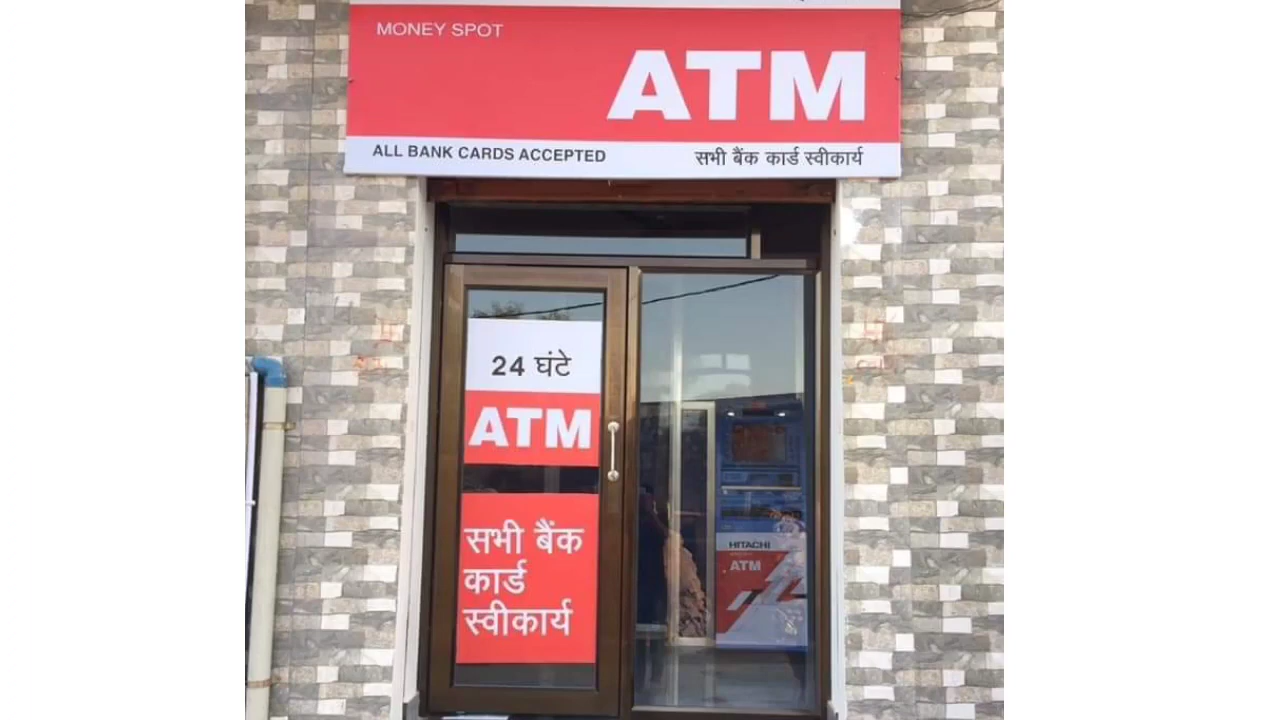 MONEY SPOT
ATM
ALL BANK CARDS ACCEPTED
सभी बैंक कार्ड स्वीकार्य
24 घंटे
ATM
सभी बैंक
कार्ड
स्वीकार्य
HITACHI
ATM